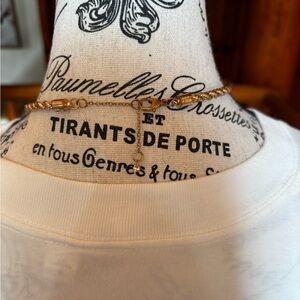 Paumelles Crossettes
ET
TIRANTS DE PORTE
en tous Genres & tous